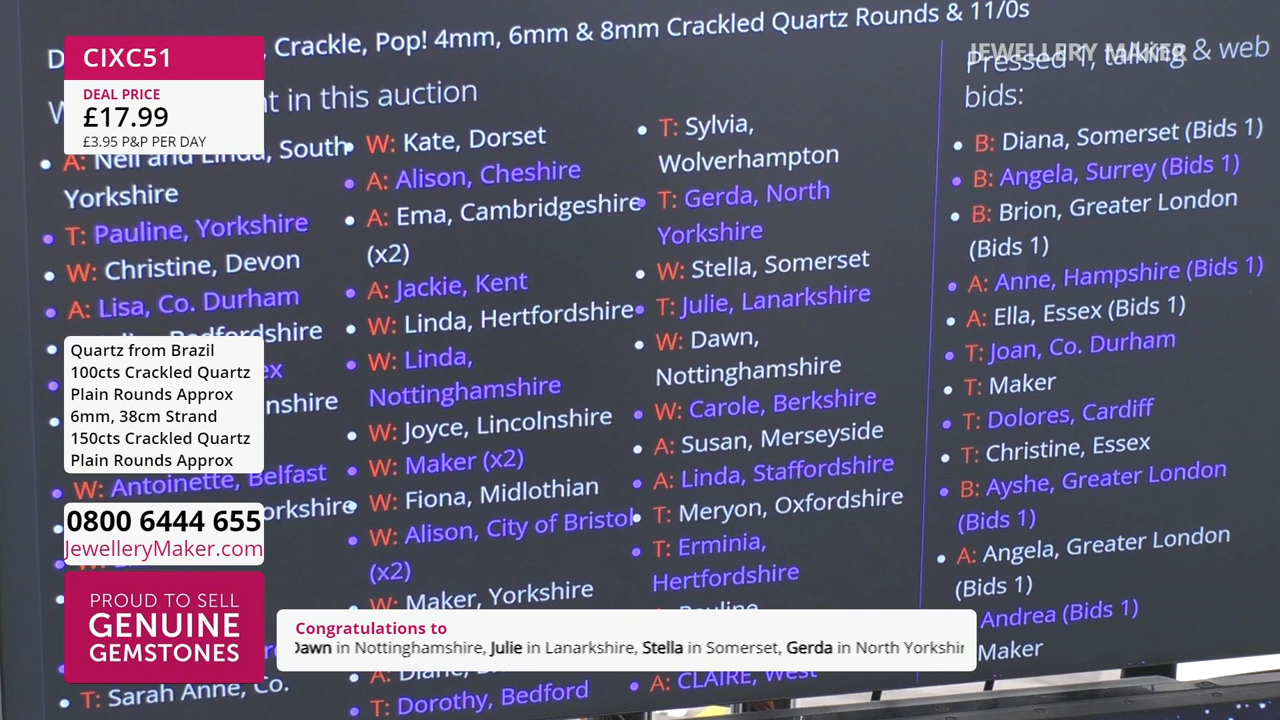 CIXC51
DEAL PRICE
£17.99
£3.95 P&P PER DAY
Crackle, Pop! 4mm, 6mm & 8mm Crackled Quartz Rounds & 11/0s
in this auction
A: Neil and Linda, South
Yorkshire
T: Pauline, Yorkshire
W: Christine, Devon
A: Lisa, Co. Durham
Bedfordshire
Quartz from Brazil
100cts Crackled Quartz
Plain Rounds Approx
6mm, 38cm Strand
150cts Crackled Quartz
Plain Rounds Approx
W: Antoinette, Belfast
0800 6444 655
JewelleryMaker.com
PROUD TO SELL
GENUINE
GEMSTONES
T: Sarah Anne, Co.
W: Kate, Dorset
A: Alison, Cheshire
A: Ema, Cambridgeshire
(x2)
A: Jackie, Kent
W: Linda, Hertfordshire
W: Linda,
Nottinghamshire
W: Joyce, Lincolnshire
W: Maker (x2)
W: Fiona, Midlothian
W: Alison, City of Bristol
(x2)
W: Maker, Yorkshire
A: Diane,
T: Dorothy, Bedford
T: Sylvia,
Wolverhampton
T: Gerda, North
Yorkshire
W: Stella, Somerset
T: Julie, Lanarkshire
W: Dawn,
Nottinghamshire
W: Carole, Berkshire
A: Susan, Merseyside
A: Linda, Staffordshire
T: Meryon, Oxfordshire
T: Erminia,
Hertfordshire
Pauline
A: CLAIRE, West
JEWELLERY MAKER
Pressed 1, talking & web
bids:
B: Diana, Somerset (Bids 1)
B: Angela, Surrey (Bids 1)
B: Brion, Greater London
(Bids 1)
A: Anne, Hampshire (Bids 1)
A: Ella, Essex (Bids 1)
T: Joan, Co. Durham
T: Maker
T: Dolores, Cardiff
T: Christine, Essex
B: Ayshe, Greater London
(Bids 1)
A: Angela, Greater London
(Bids 1)
Andrea (Bids 1)
Maker
Congratulations to
Dawn in Nottinghamshire, Julie in Lanarkshire, Stella in Somerset, Gerda in North Yorkshir